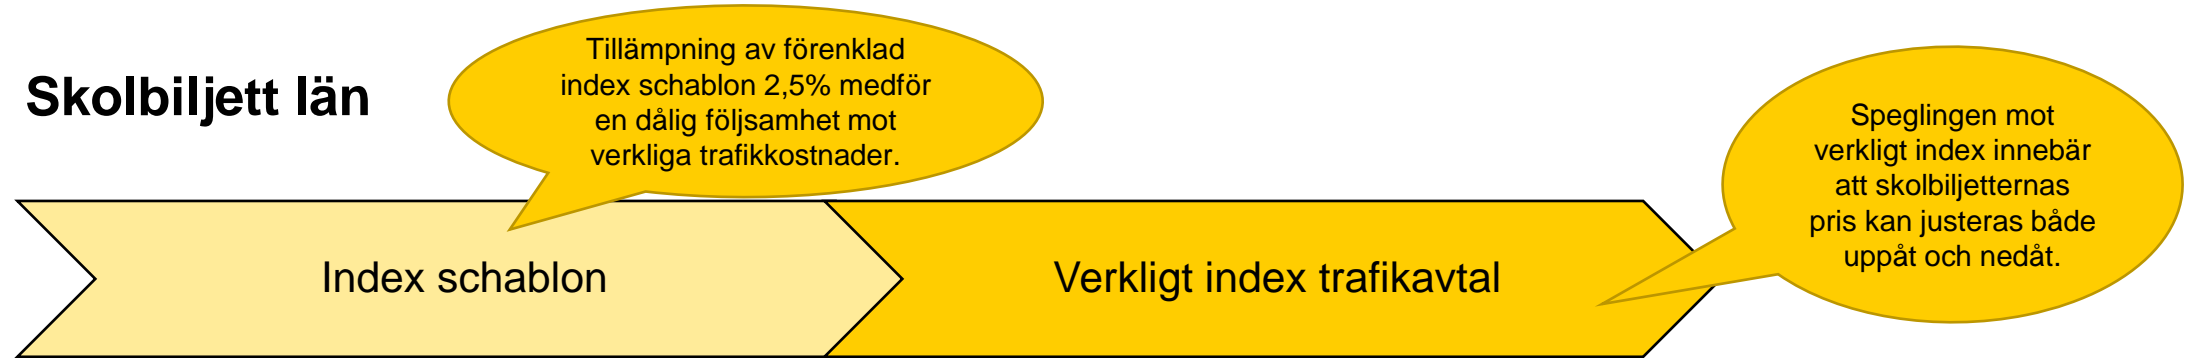 Skolbiljett län
Tillämpning av förenklad
index schablon 2,5% medför
en dålig följsamhet mot
verkliga trafikkostnader.
Speglingen mot
verkligt index innebär
att skolbiljetternas
pris kan justeras både
uppåt och nedåt.
Index schablon
Verkligt index trafikavtal